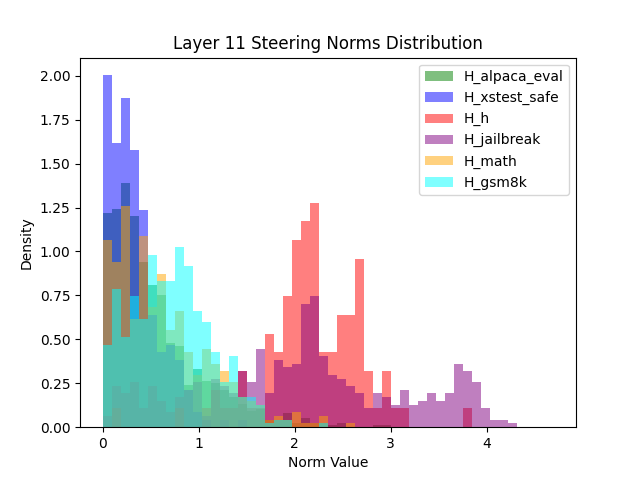 Layer 11 Steering Norms Distribution
H_alpaca_eval
H_xstest_safe
H_h
H_jailbreak
H_math
H_gsm8k
2.00
1.75
1.50
1.25
1.00
0.75
0.50
0.25
0.00
Density
0
1
2
3
4
Norm Value